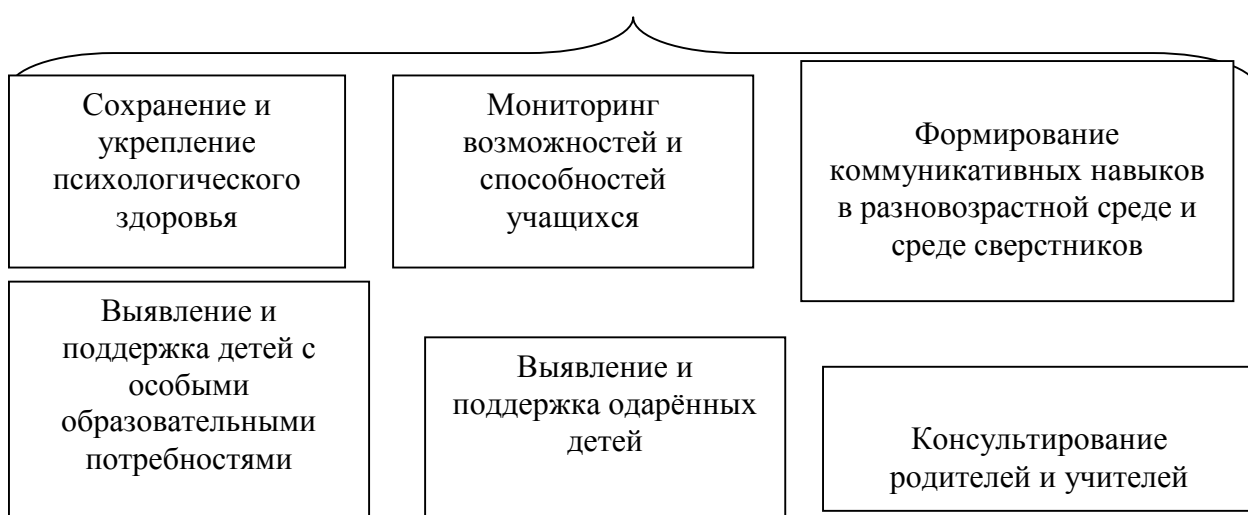 Сохранение и
укрепление
психологического
здоровья
Мониторинг
возможностей и
способностей
учащихся
Формирование
коммуникативных навыков
в разновозрастной среде и
среде сверстников
Выявление и
поддержка детей с
особыми
образовательными
потребностями
Выявление и
поддержка одарённых
детей
Консультирование
родителей и учителей